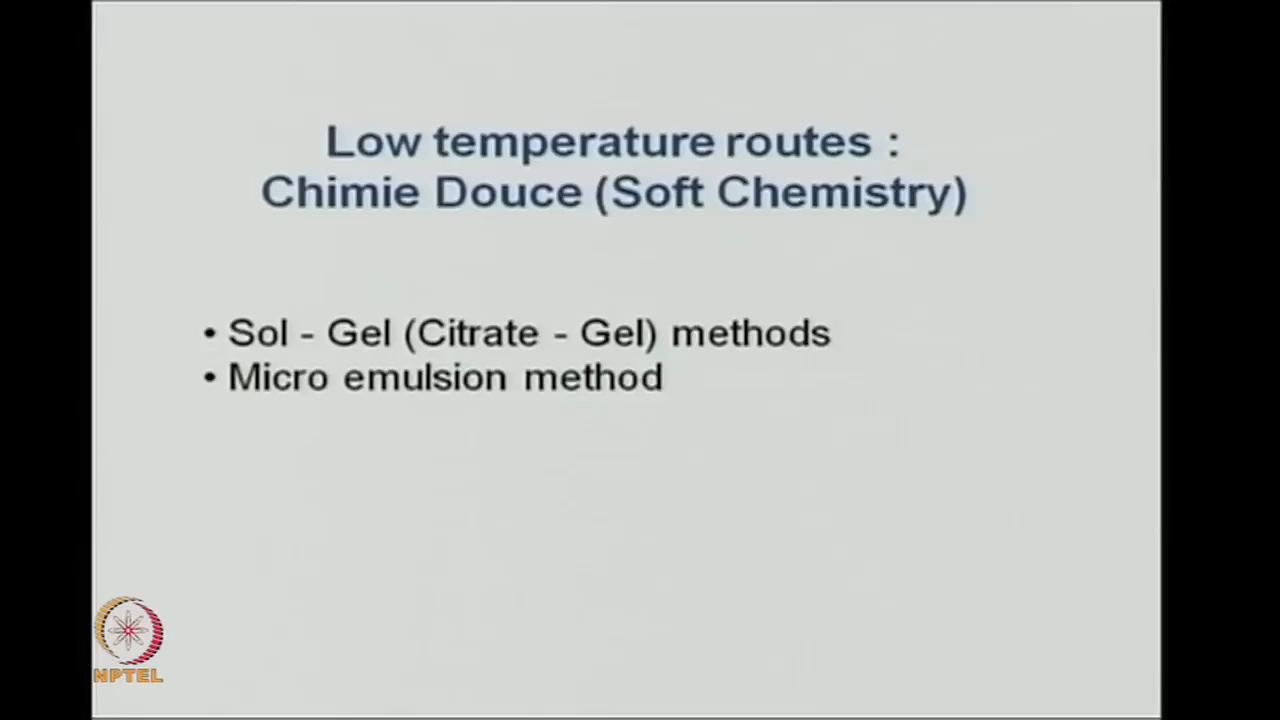 Low temperature routes :
Chimie Douce (Soft Chemistry)
• Sol - Gel (Citrate - Gel) methods
• Micro emulsion method
NPTEL